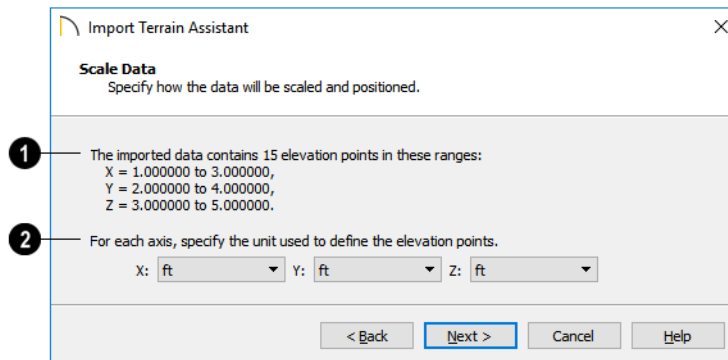 Import Terrain Assistant
Scale Data
Specify how the data will be scaled and positioned.
1
The imported data contains 15 elevation points in these ranges:
X = 1.000000 to 3.000000,
Y = 2.000000 to 4.000000,
Z = 3.000000 to 5.000000.
2
For each axis, specify the unit used to define the elevation points.
X: ft Y: ft Z: ft
< Back Next > Cancel Help